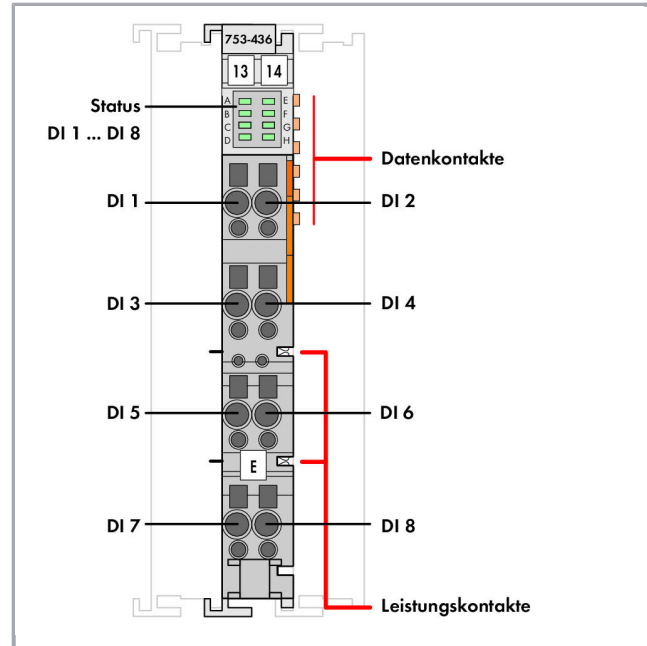 753-436
13 14
Status
DI 1 ... DI 8
A E
B F
C G
D H
Datenkontakte
DI 1 DI 2
DI 3 DI 4
DI 5 DI 6
E
DI 7 DI 8
Leistungskontakte